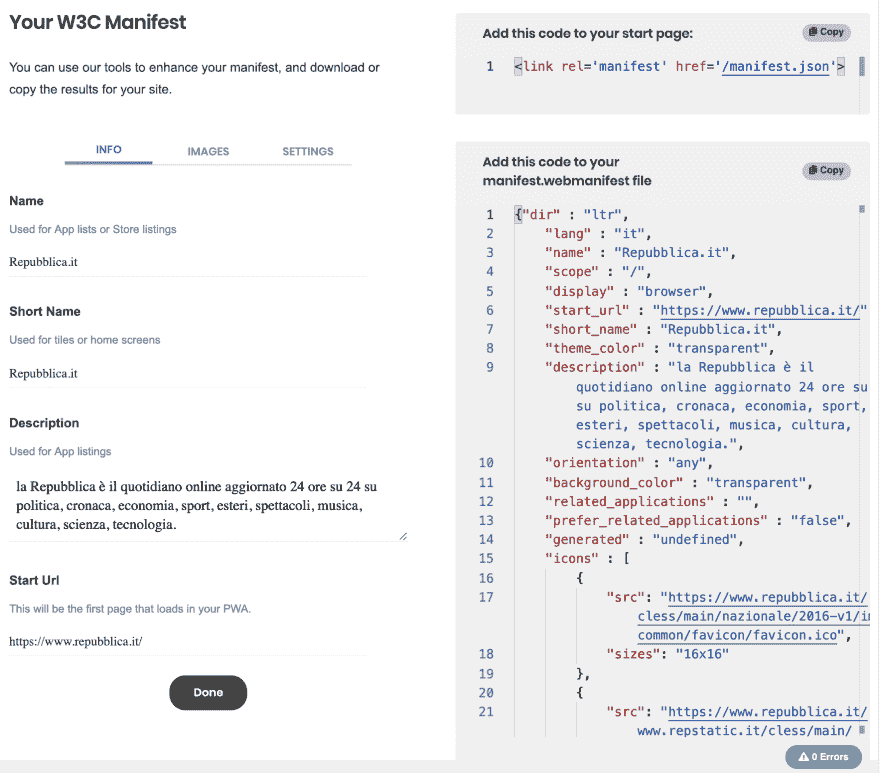 Your W3C Manifest
You can use our tools to enhance your manifest, and download or
copy the results for your site.
INFO
IMAGES
SETTINGS
Name
Used for App lists or Store listings
Repubblica.it
Short Name
Used for tiles or home screens
Repubblica.it
Description
Used for App listings
la Repubblica è il quotidiano online aggiornato 24 ore su 24 su
politica, cronaca, economia, sport, esteri, spettacoli, musica,
cultura, scienza, tecnologia.
Start Url
This will be the first page that loads in your PWA.
https://www.repubblica.it/
Done
Add this code to your start page:
Copy
1 <link rel='manifest' href='/manifest.json'>
Add this code to your
manifest.webmanifest file
Copy
1 {"dir" : "ltr",
2 "lang" : "it",
3 "name" : "Repubblica.it",
4 "scope" : "/",
5 "display" : "browser",
6 "start_url" : "https://www.repubblica.it/"
7 "short_name" : "Repubblica.it",
8 "theme_color" : "transparent",
9 "description" : "la Repubblica è il
quotidiano online aggiornato 24 ore su
su politica, cronaca, economia, sport,
esteri, spettacoli, musica, cultura,
scienza, tecnologia.",
10 "orientation" : "any",
11 "background_color" : "transparent",
12 "related_applications" : "",
13 "prefer_related_applications" : "false",
14 "generated" : "undefined",
15 "icons" : [
16 {
17 "src": "https://www.repubblica.it/
cless/main/nazionale/2016-v1/i
common/favicon/favicon.ico",
18 "sizes": "16x16"
19 },
20 {
21 "src": "https://www.repubblica.it/
www.repstatic.it/cless/main/
0 Errors